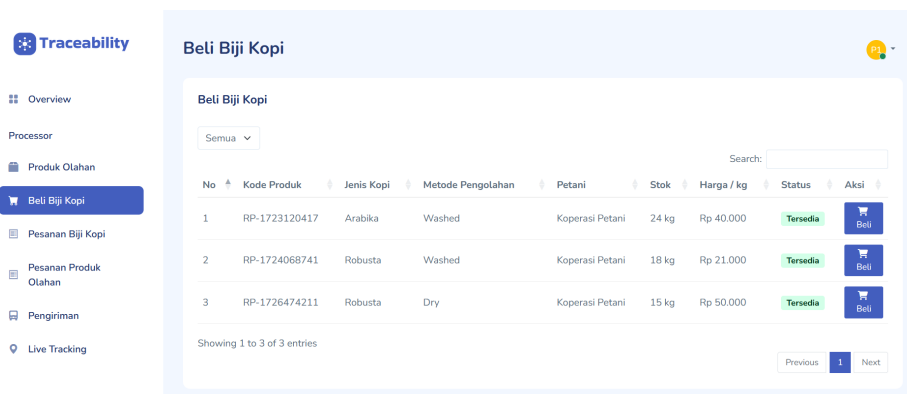 Traceability
Overview
Processor
Produk Olahan
Beli Biji Kopi
Pesanan Biji Kopi
Pesanan Produk
Olahan
Pengiriman
Live Tracking
Beli Biji Kopi
P1
Beli Biji Kopi
Semua
Search:
No Kode Produk Jenis Kopi Metode Pengolahan Petani Stok Harga / kg Status Aksi
1 RP-1723120417 Arabika Washed Koperasi Petani 24 kg Rp 40.000 Tersedia Beli
2 RP-1724068741 Robusta Washed Koperasi Petani 18 kg Rp 21.000 Tersedia Beli
3 RP-1726474211 Robusta Dry Koperasi Petani 15 kg Rp 50.000 Tersedia Beli
Showing 1 to 3 of 3 entries
Previous 1 Next